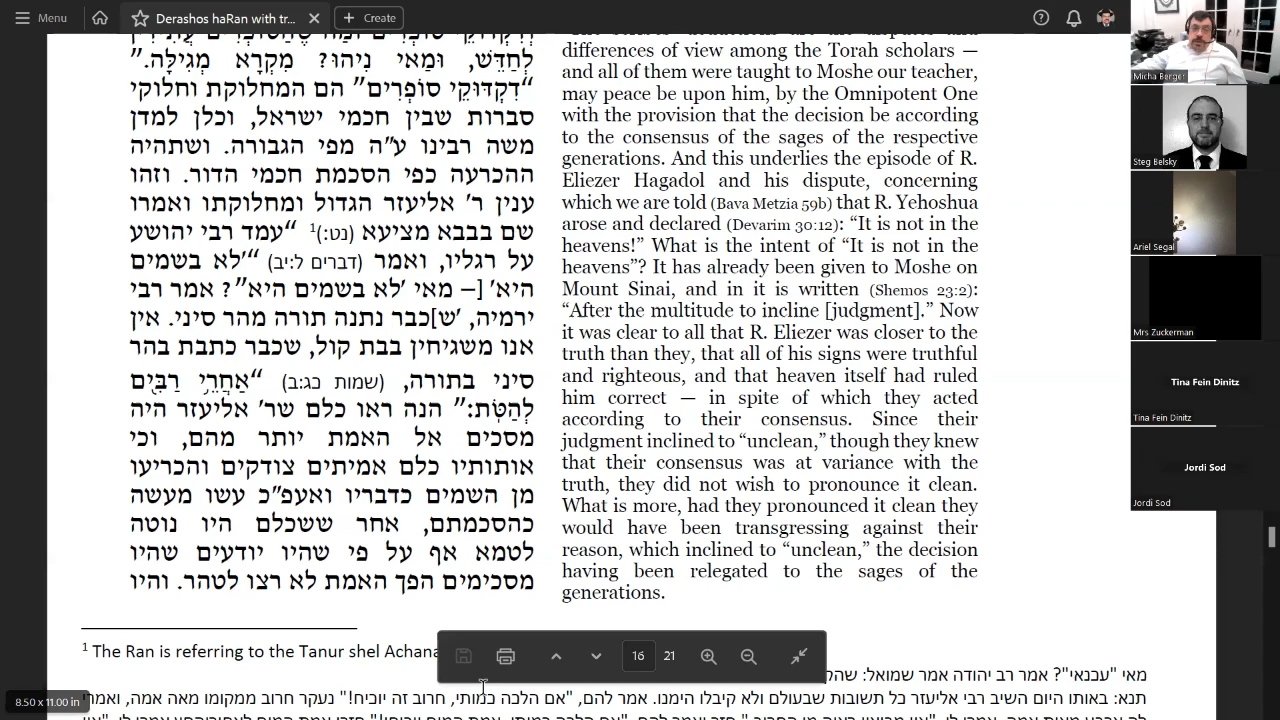 Menu
Derashos haRan with tr...
Create
לְחַדֵּשׁ, וּמַאי נִיהוּ? מִקְרָא מְגִילָּה."
"דִקְדּוּקֵי סוֹפְרִים" הם המחלוקת וחלוקי
סברות שבין חכמי ישראל, וכלן למדן
משה רבינו ע"ה מפי הגבורה. ושתהיה
ההכרעה כפי הסכמת חכמי הדור. וזהו
ענין ר' אליעזר הגדול ומחלוקתו ואמרו
שם בבבא מציעא (נט:)1 "עמד רבי יהושע
על רגליו, ואמר (דברים ל:יב) "'לא בשמים
היא' [– מאי 'לא בשמים היא"? אמר רבי
ירמיה, 'ש]כבר נתנה תורה מהר סיני. אין
אנו משגיחין בבת קול, שכבר כתבת בהר
סיני בתורה, (שמות כג:ב) "אַחֲרֵ֥י רַבִּ֖ים
לְהַטֹּֽת:" הנה ראו כלם שר' אליעזר היה
מסכים אל האמת יותר מהם, וכי
אותותיו כלם אמיתים צודקים והכריעו
מן השמים כדבריו ואעפ"כ עשו מעשה
כהסכמתם, אחר ששכלם היו נוטה
לטמא אף על פי שהיו יודעים שהיו
מסכימים הפך האמת לא רצו לטהר. והיו
differences of view among the Torah scholars —
and all of them were taught to Moshe our teacher,
may peace be upon him, by the Omnipotent One
with the provision that the decision be according
to the consensus of the sages of the respective
generations. And this underlies the episode of R.
Eliezer Hagadol and his dispute, concerning
which we are told (Bava Metzia 59b) that R. Yehoshua
arose and declared (Devarim 30:12): "It is not in the
heavens!" What is the intent of "It is not in the
heavens"? It has already been given to Moshe on
Mount Sinai, and in it is written (Shemos 23:2):
"After the multitude to incline [judgment]." Now
it was clear to all that R. Eliezer was closer to the
truth than they, that all of his signs were truthful
and righteous, and that heaven itself had ruled
him correct — in spite of which they acted
according to their consensus. Since their
judgment inclined to "unclean," though they knew
that their consensus was at variance with the
truth, they did not wish to pronounce it clean.
What is more, had they pronounced it clean they
would have been transgressing against their
reason, which inclined to "unclean," the decision
having been relegated to the sages of the
generations.
1 The Ran is referring to the Tanur shel Achana
מאי "עכנאי"? אמר רב יהודה אמר שמואל:
תנא: באותו היום השיב רבי אליעזר כל תשובות שבעולם ולא קיבלו הימנו. אמר להם, "אם הלכה כמותי, חרוב זה יוכיח!" נעקר חרוב ממקומו מאה אמה, ואמרו
16 21
8.50 x 11.00 in
Micha Berger
Steg Belsky
Ariel Segal
Mrs Zuckerman
Tina Fein Dinitz
Tina Fein Dinitz
Jordi Sod
Jordi Sod